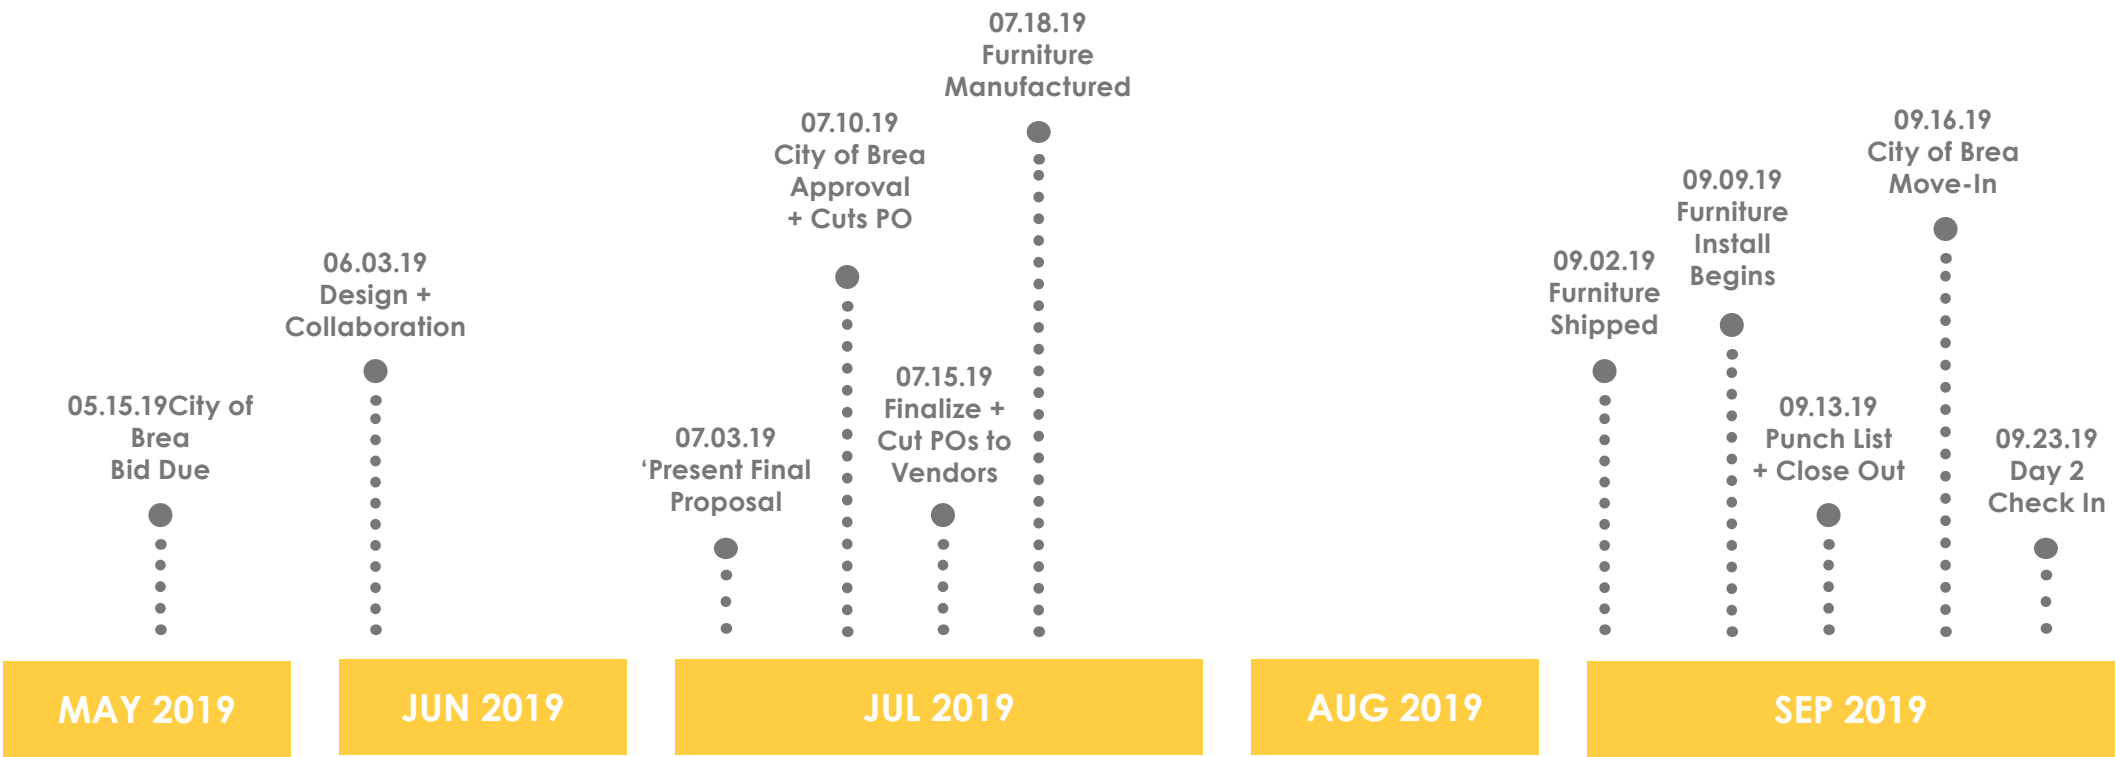 05.15.19City of
Brea
Bid Due
06.03.19
Design +
Collaboration
07.03.19
‘Present Final
Proposal
07.10.19
City of Brea
Approval
+ Cuts PO
07.15.19
Finalize +
Cut POs to
Vendors
07.18.19
Furniture
Manufactured
09.02.19
Furniture
Shipped
09.09.19
Furniture
Install
Begins
09.13.19
Punch List
+ Close Out
09.16.19
City of Brea
Move-In
09.23.19
Day 2
Check In
MAY 2019
JUN 2019
JUL 2019
AUG 2019
SEP 2019